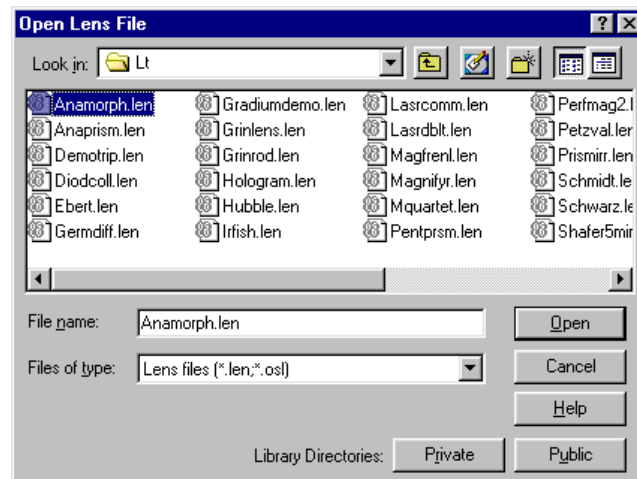 Open Lens File
Look in: Lt
Anamorph.len Gradiumdemo.len Lasrcomm.len Perfmag2.l
Anaprism.len Grinlens.len Lasrdblt.len Petzval.ler
Demotrip.len Grinrod.len Magfrenl.len Prismirr.len
Diodcoll.len Hologram.len Magnifyr.len Schmidt.le
Ebert.len Hubble.len Mquartet.len Schwarz.le
Germdiff.len Irfish.len Pentprsm.len Shafer5mir
File name: Anamorph.len Open
Files of type: Lens files (*.len;*.osl) Cancel
Help
Library Directories: Private Public